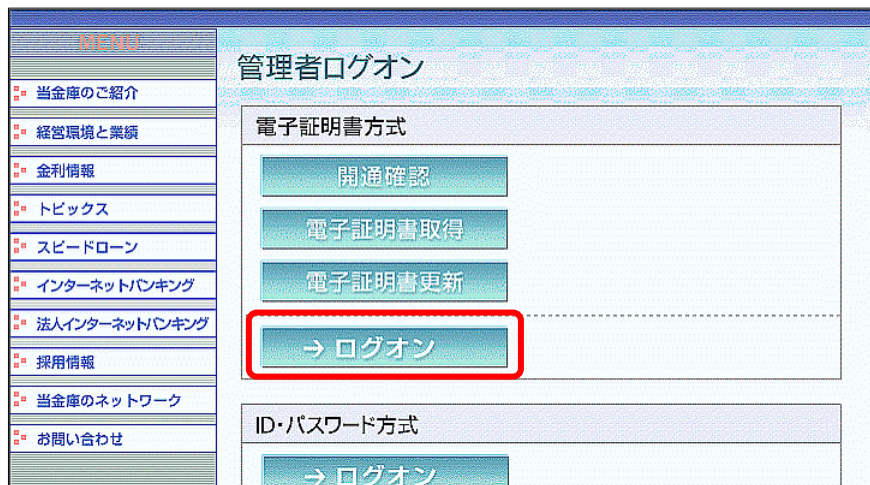 MENU
当金庫のご紹介
経営環境と業績
金利情報
トピックス
スピードローン
インターネットバンキング
法人インターネットバンキング
採用情報
当金庫のネットワーク
お問い合わせ
管理者ログオン
電子証明書方式
開通確認
電子証明書取得
電子証明書更新
→ ログオン
ID・パスワード方式
→ ログオン